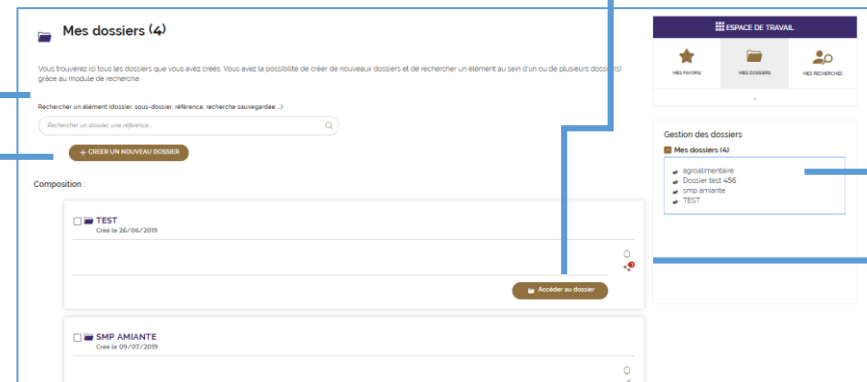 Mes dossiers (4)
Vous trouverez ici tous les dossiers que vous avez créés. Vous avez la possibilité de créer de nouveaux dossiers et de rechercher un élément au sein d'un ou de plusieurs dossier(s)
grâce au module de recherche.
Rechercher un élément (dossier, sous-dossier, référence, recherche sauvegardée ...)
Rechercher un dossier, une référence...
+ CREER UN NOUVEAU DOSSIER
Composition :
TEST
Créé le 26/06/2019
1
Accéder au dossier
SMP AMIANTE
Créé le 09/07/2019
ESPACE DE TRAVAIL
MES FAVORIS
MES DOSSIERS
MES RECHERCHES
Gestion des dossiers
Mes dossiers (4)
agroalimentaire
Dossier test 456
smp amiante
TEST